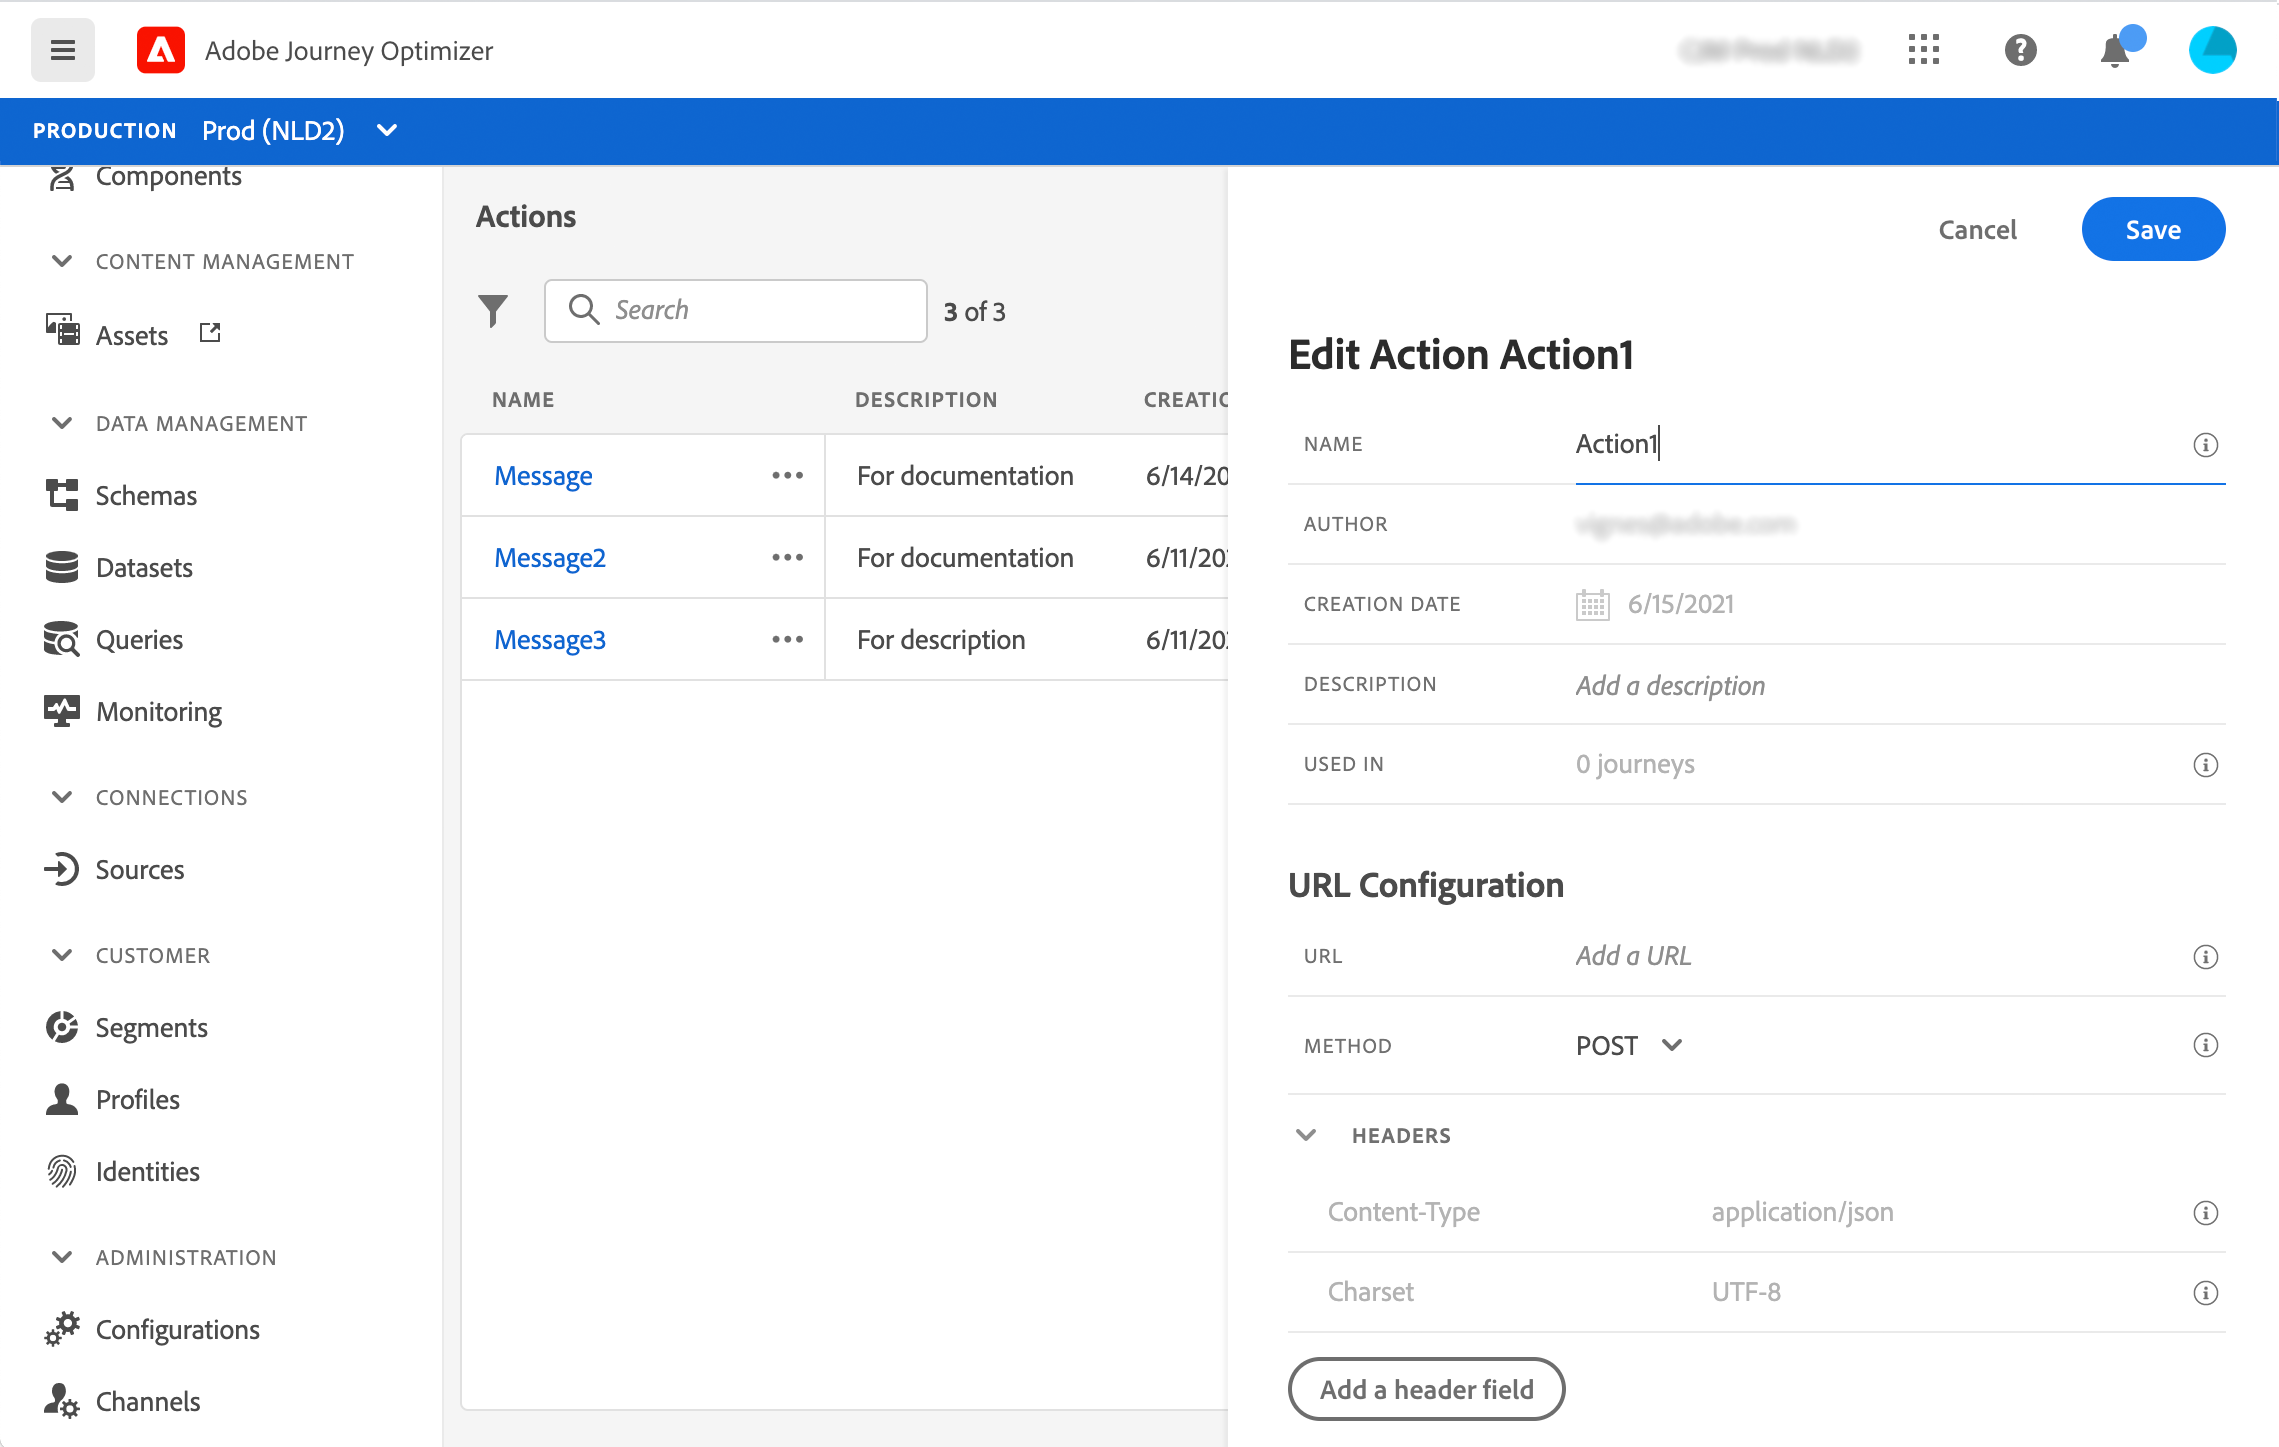 Adobe Journey Optimizer
PRODUCTION Prod (NLD2)
Components
CONTENT MANAGEMENT
Assets
DATA MANAGEMENT
Schemas
Datasets
Queries
Monitoring
CONNECTIONS
Sources
CUSTOMER
Segments
Profiles
Identities
ADMINISTRATION
Configurations
Channels
Actions
Search 3 of 3
NAME DESCRIPTION CREATIO
Message For documentation 6/14/20
Message2 For documentation 6/11/20
Message3 For description 6/11/20
Cancel Save
Edit Action Action1
NAME Action1
AUTHOR
CREATION DATE 6/15/2021
DESCRIPTION Add a description
USED IN 0 journeys
URL Configuration
URL Add a URL
METHOD POST
HEADERS
Content-Type application/json
Charset UTF-8
Add a header field